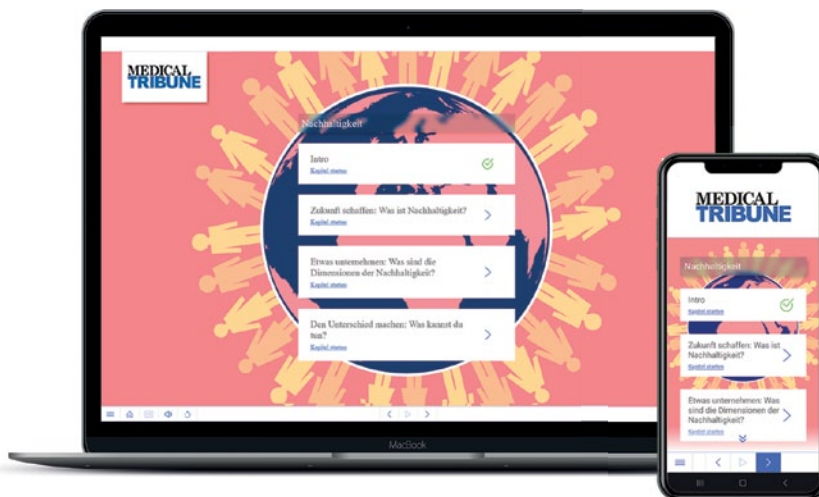 MEDICAL
TRIBUNE
Nachhaltigkeit
Intro
Kapitel starten
Zukunft schaffen: Was ist Nachhaltigkeit?
Kapitel starten
Etwas unternehmen: Was sind die
Dimensionen der Nachhaltigkeit?
Kapitel starten
Den Unterschied machen: Was kannst du
tun?
Kapitel starten
MacBook
MEDICAL
TRIBUNE
Nachhaltigkeit
Intro
Kapitel starten
Zukunft schaffen: Was ist
Nachhaltigkeit?
Kapitel starten
Etwas unternehmen: Was
sind die Dimensionen der
Nachhaltigkeit?
Kapitel starten